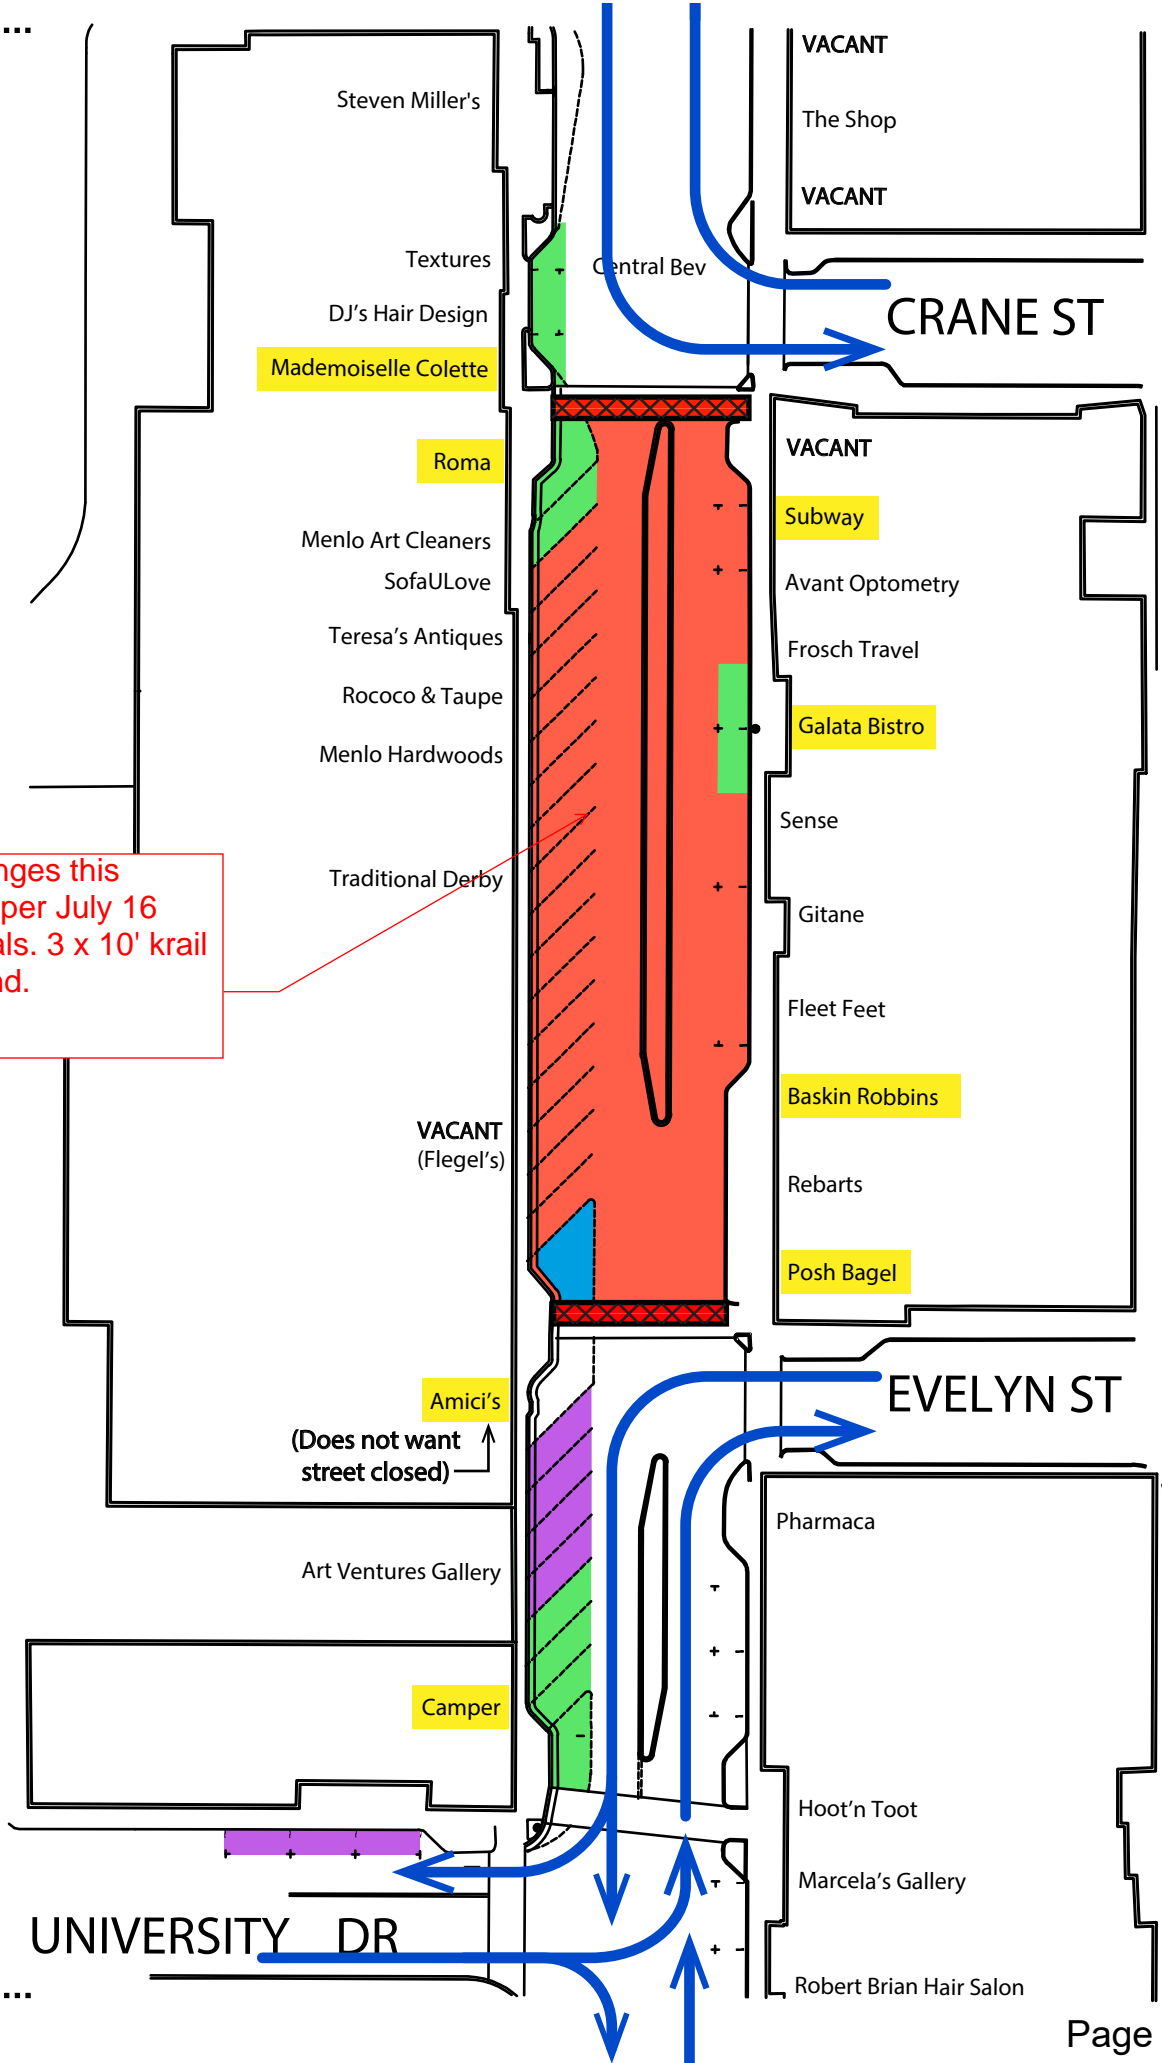 ...
VACANT
Steven Miller's
The Shop
VACANT
Textures
Central Bev
DJ's Hair Design
CRANE ST
Mademoiselle Colette
VACANT
Roma
Subway
Menlo Art Cleaners
SofaULove
Avant Optometry
Teresa's Antiques
Frosch Travel
Rococo & Taupe
Galata Bistro
Menlo Hardwoods
Sense
Traditional Derby
nges this
per July 16
als. 3 x 10' krail
nd.
Gitane
Fleet Feet
Baskin Robbins
VACANT
(Flegel's)
Rebarts
Posh Bagel
Amici's
EVELYN ST
(Does not want
street closed)
Pharmaca
Art Ventures Gallery
Camper
Hoot'n Toot
Marcela's Gallery
UNIVERSITY DR
Robert Brian Hair Salon
...
Page